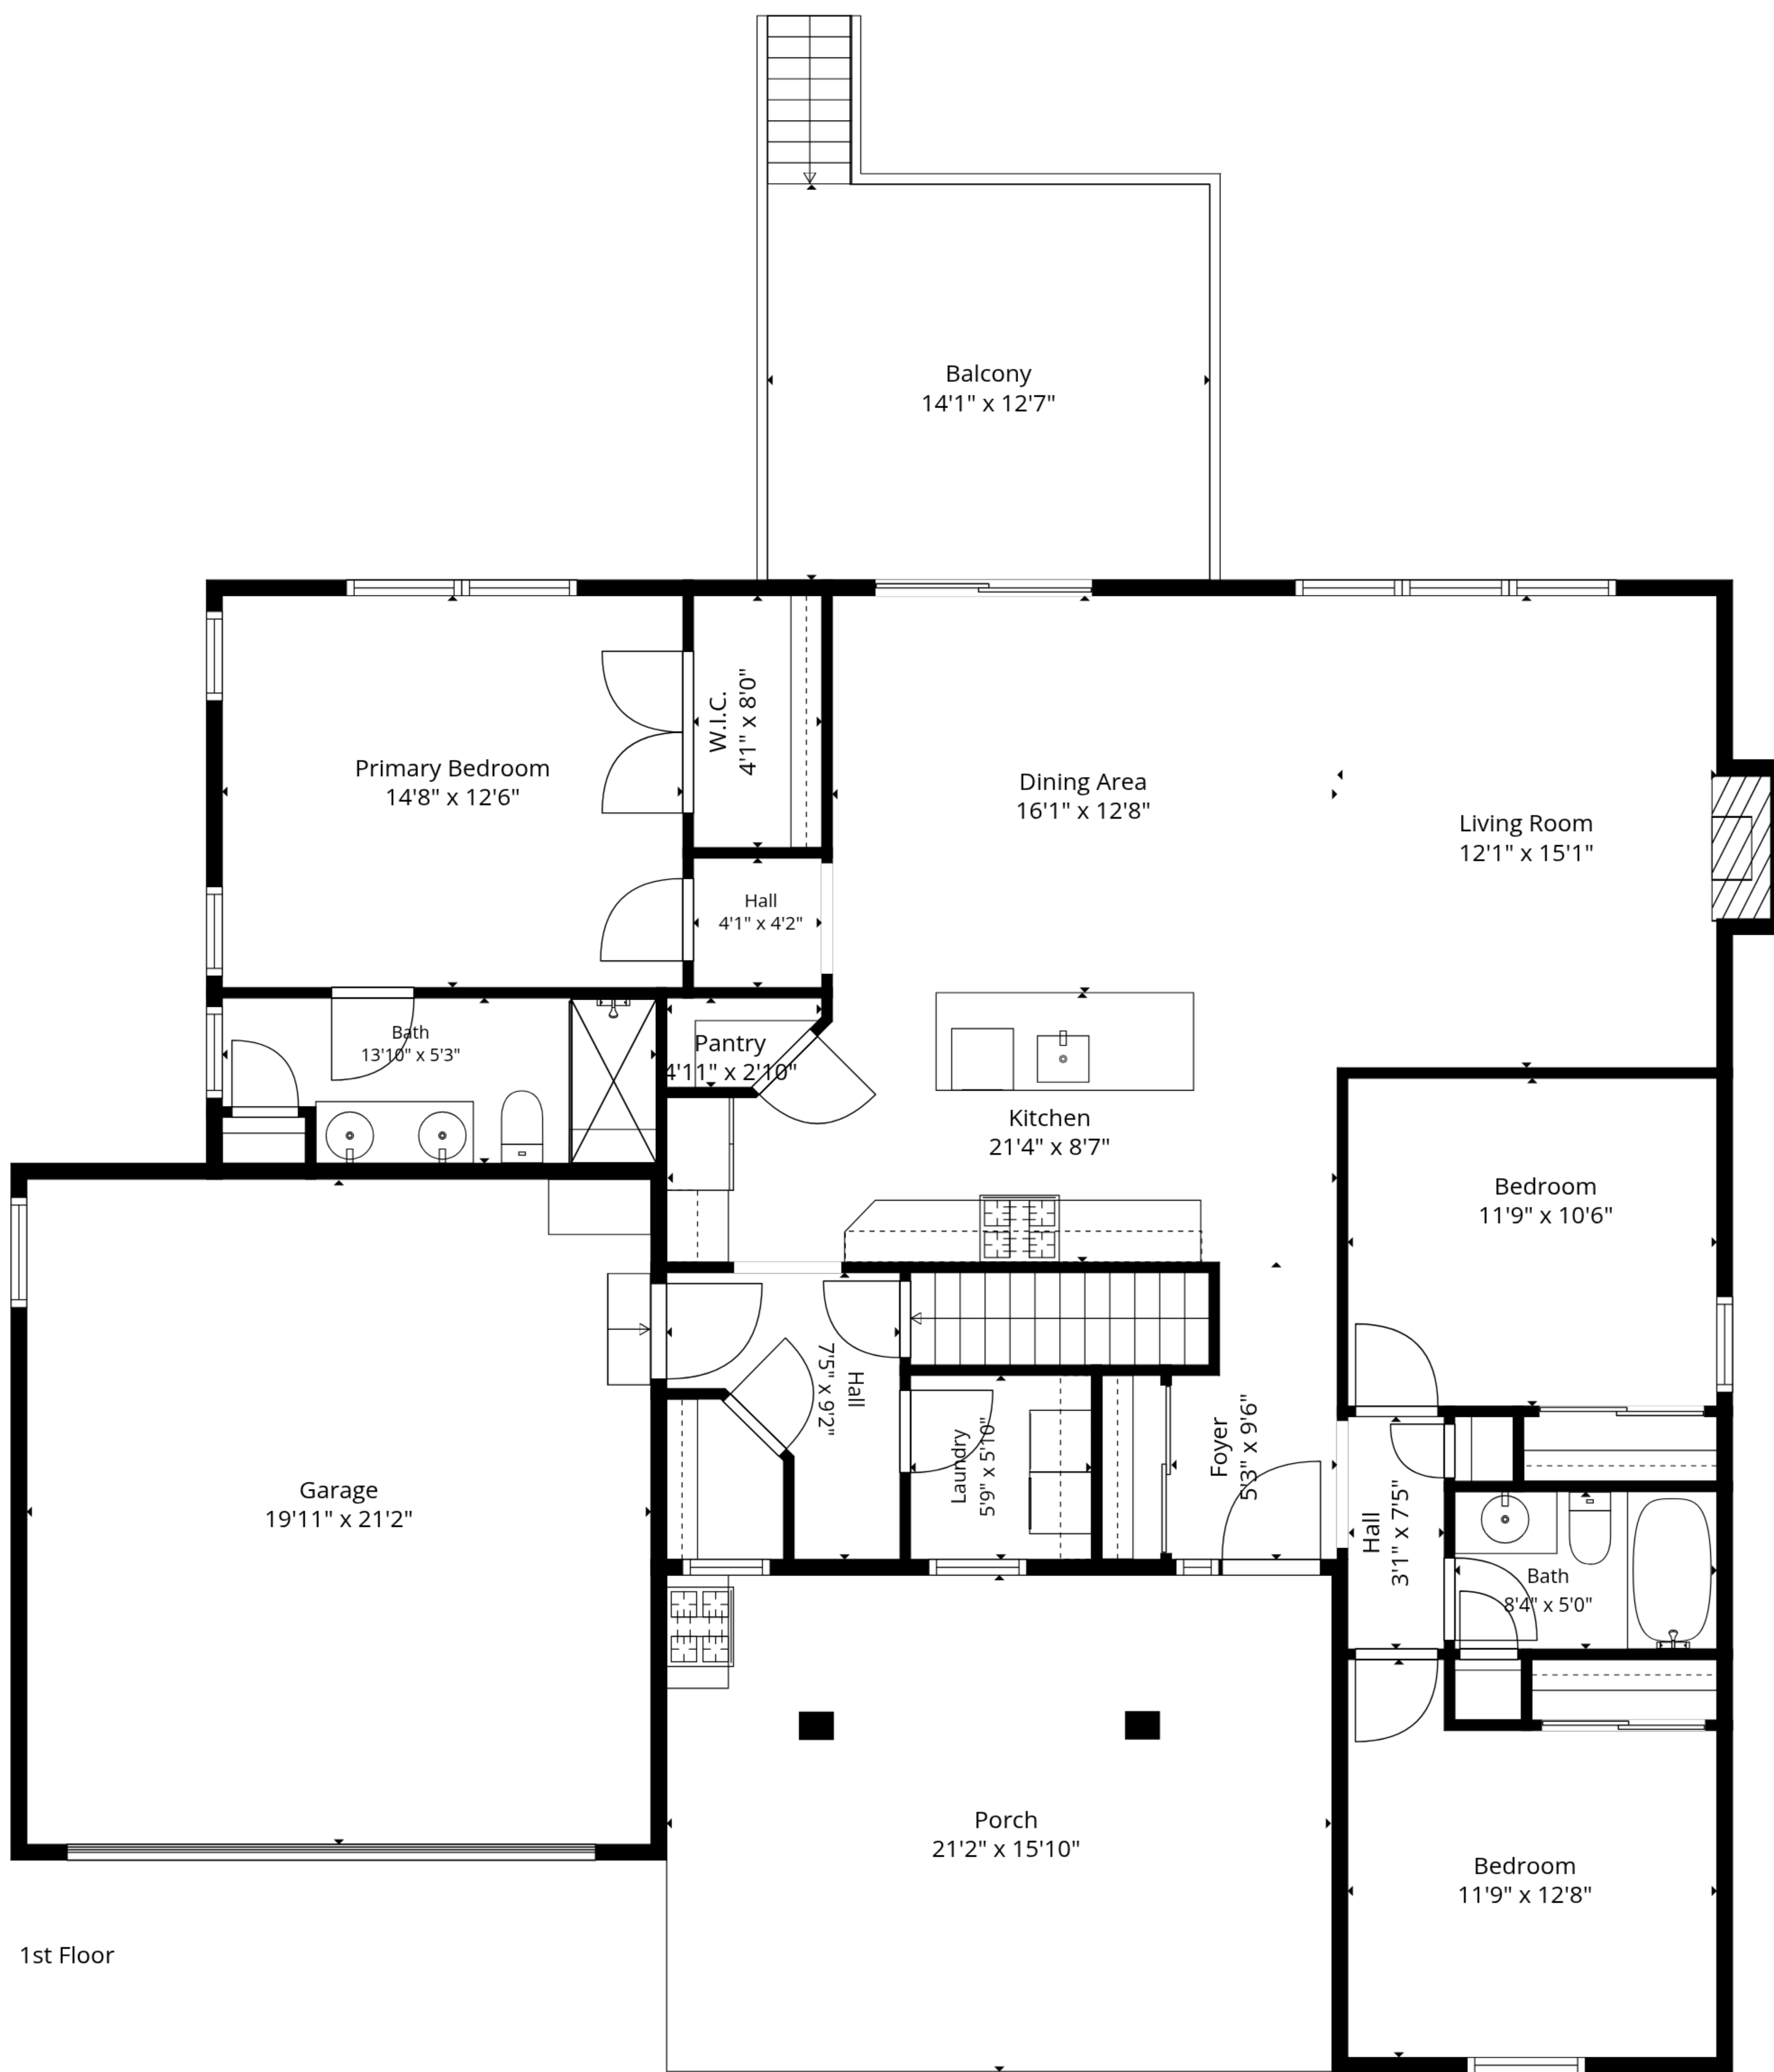 Balcony
14'1" x 12'7"
Primary Bedroom
14'8" x 12'6"
W.I.C.
4'1" x 8'0"
Dining Area
16'1" x 12'8"
Living Room
12'1" x 15'1"
Hall
4'1" x 4'2"
Bath
13'10" x 5'3"
Pantry
4'11" x 2'10"
Kitchen
21'4" x 8'7"
Bedroom
11'9" x 10'6"
Hall
7'5" x 9'2"
Laundry
5'9" x 5'10"
Foyer
5'3" x 9'6"
Garage
19'11" x 21'2"
Hall
3'1" x 7'5"
Bath
8'4" x 5'0"
Porch
21'2" x 15'10"
Bedroom
11'9" x 12'8"
1st Floor